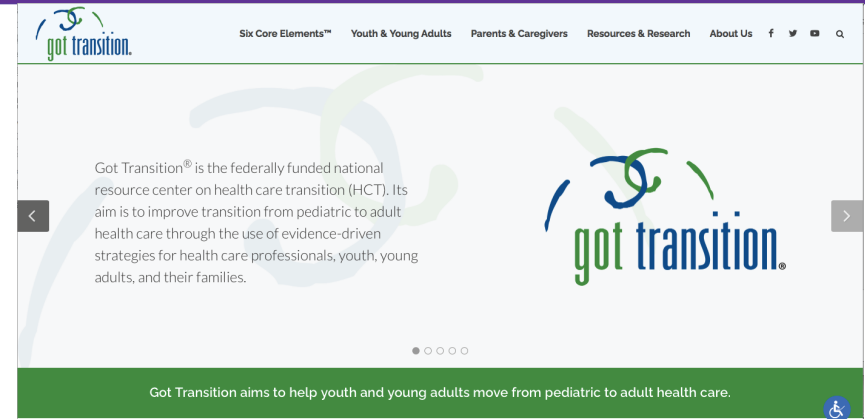 got transition®
Six Core Elements™ Youth & Young Adults Parents & Caregivers Resources & Research About Us
Got Transition® is the federally funded national
resource center on health care transition (HCT). Its
aim is to improve transition from pediatric to adult
health care through the use of evidence-driven
strategies for health care professionals, youth, young
adults, and their families.
got transition®
Got Transition aims to help youth and young adults move from pediatric to adult health care.